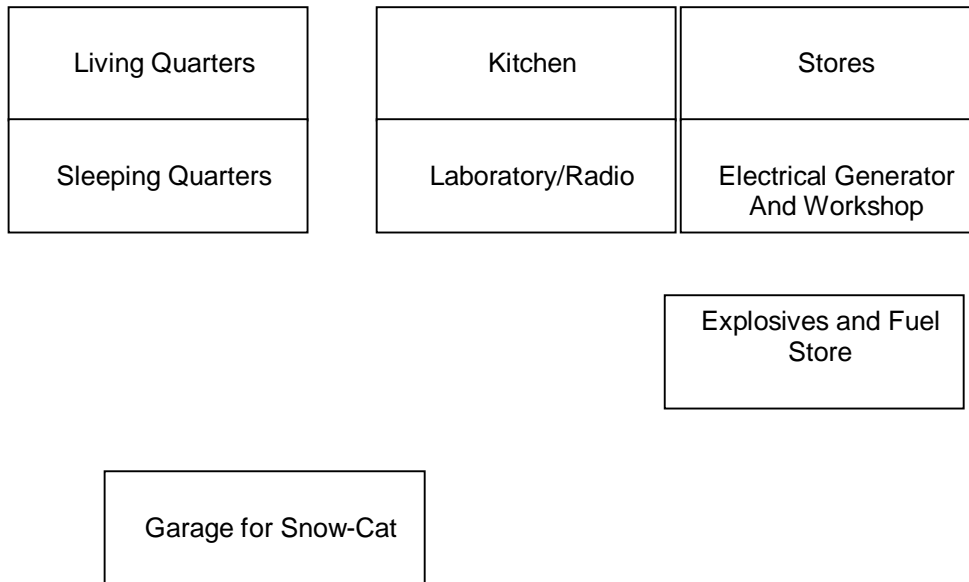 Living Quarters
Kitchen
Stores
Sleeping Quarters
Laboratory/Radio
Electrical Generator
And Workshop
Explosives and Fuel
Store
Garage for Snow-Cat